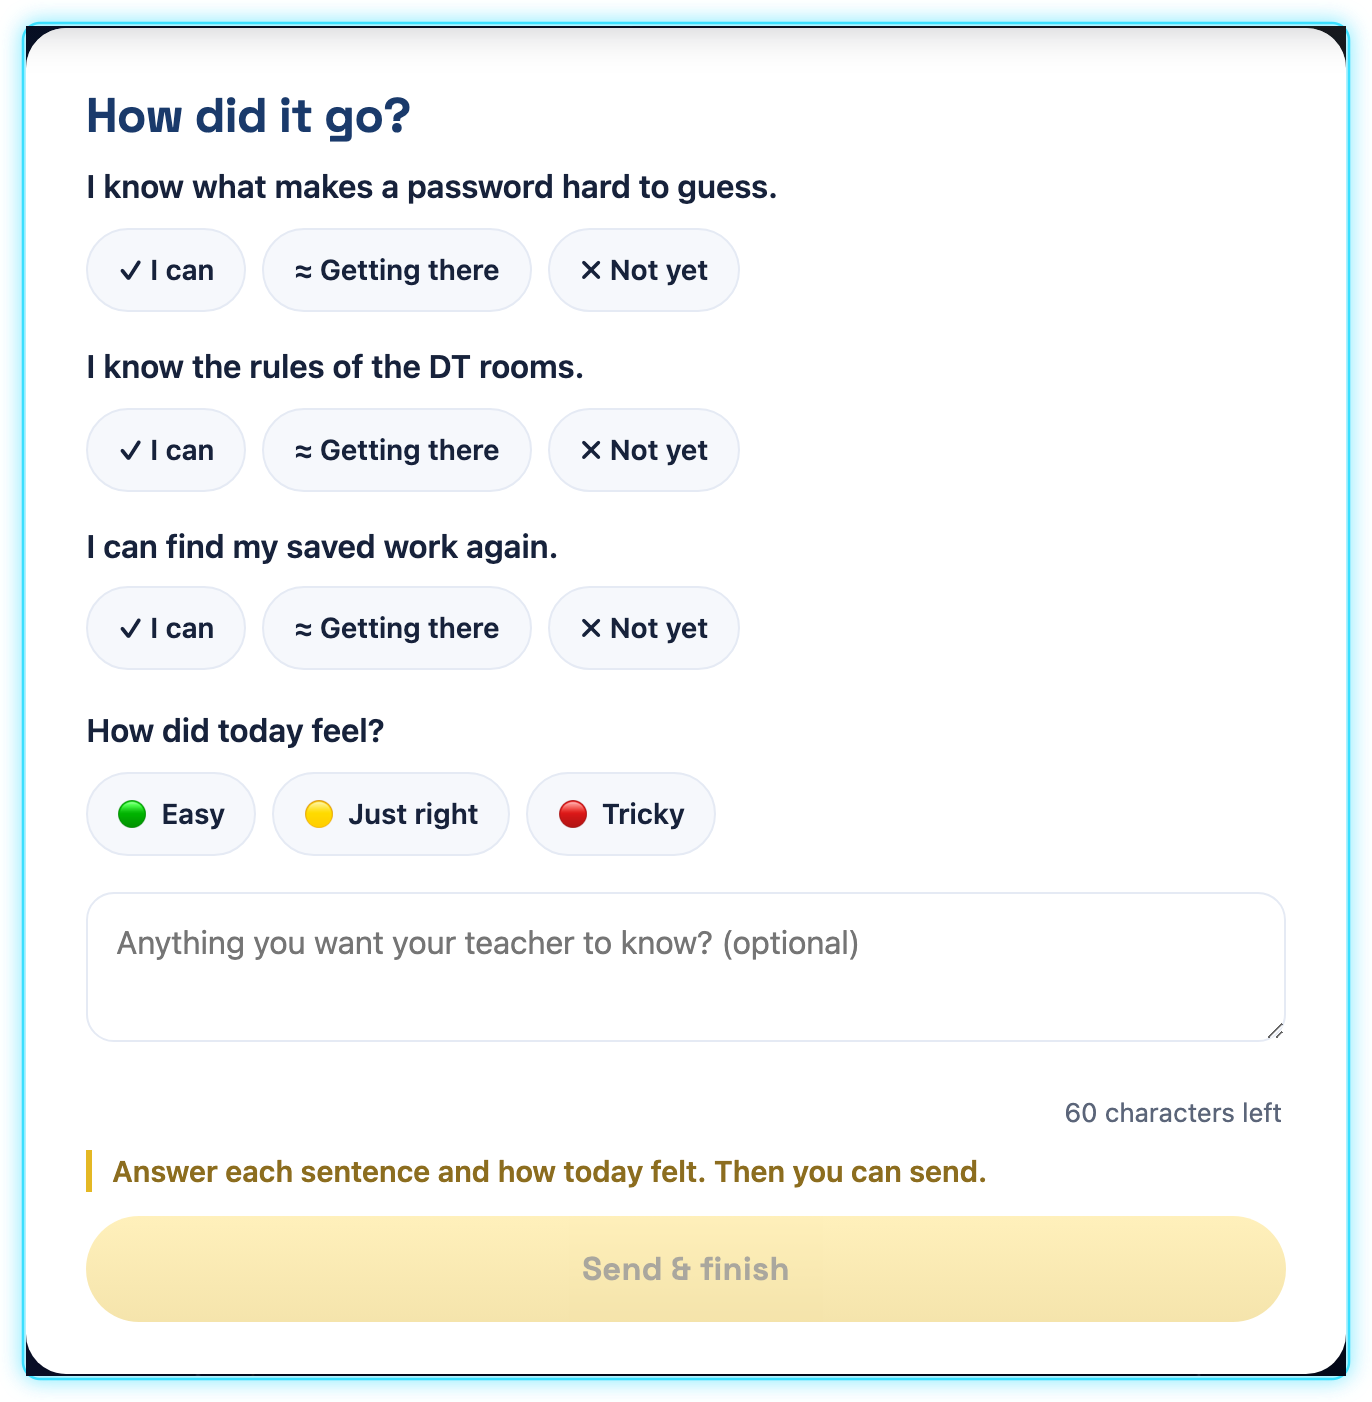 How did it go?
I know what makes a password hard to guess.
✓ I can ≈ Getting there ✕ Not yet
I know the rules of the DT rooms.
✓ I can ≈ Getting there ✕ Not yet
I can find my saved work again.
✓ I can ≈ Getting there ✕ Not yet
How did today feel?
Easy Just right Tricky
Anything you want your teacher to know? (optional)
60 characters left
Answer each sentence and how today felt. Then you can send.
Send & finish